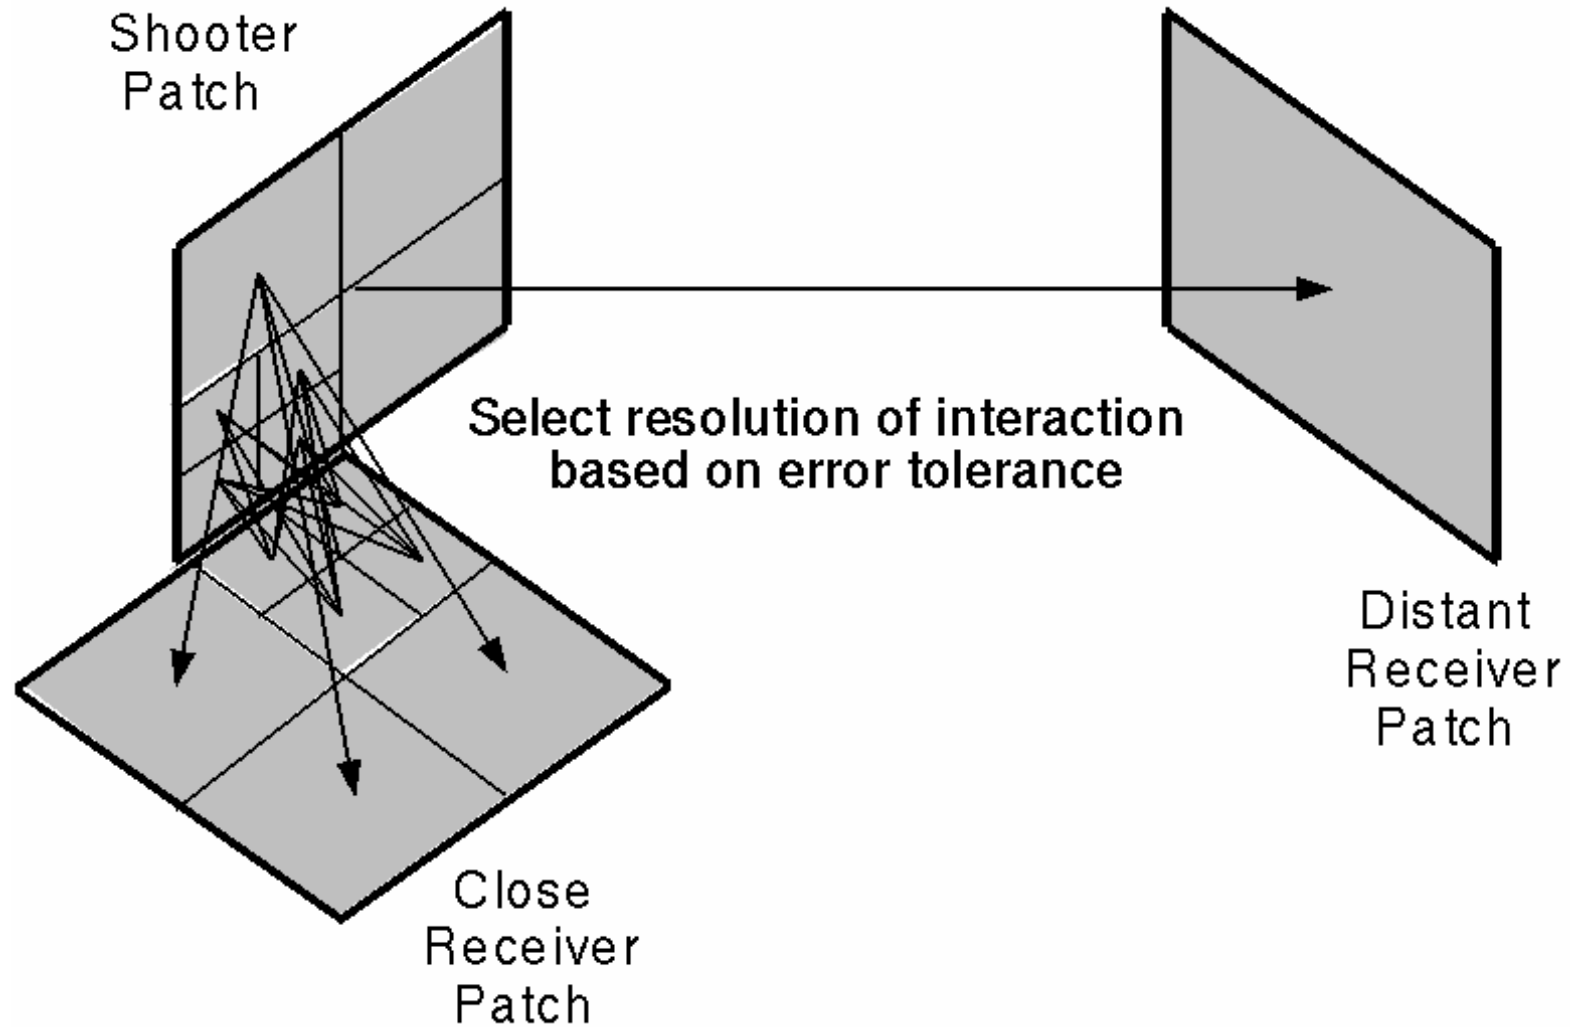 Shooter
Patch
Select resolution of interaction
based on error tolerance
Distant
Receiver
Patch
Close
Receiver
Patch